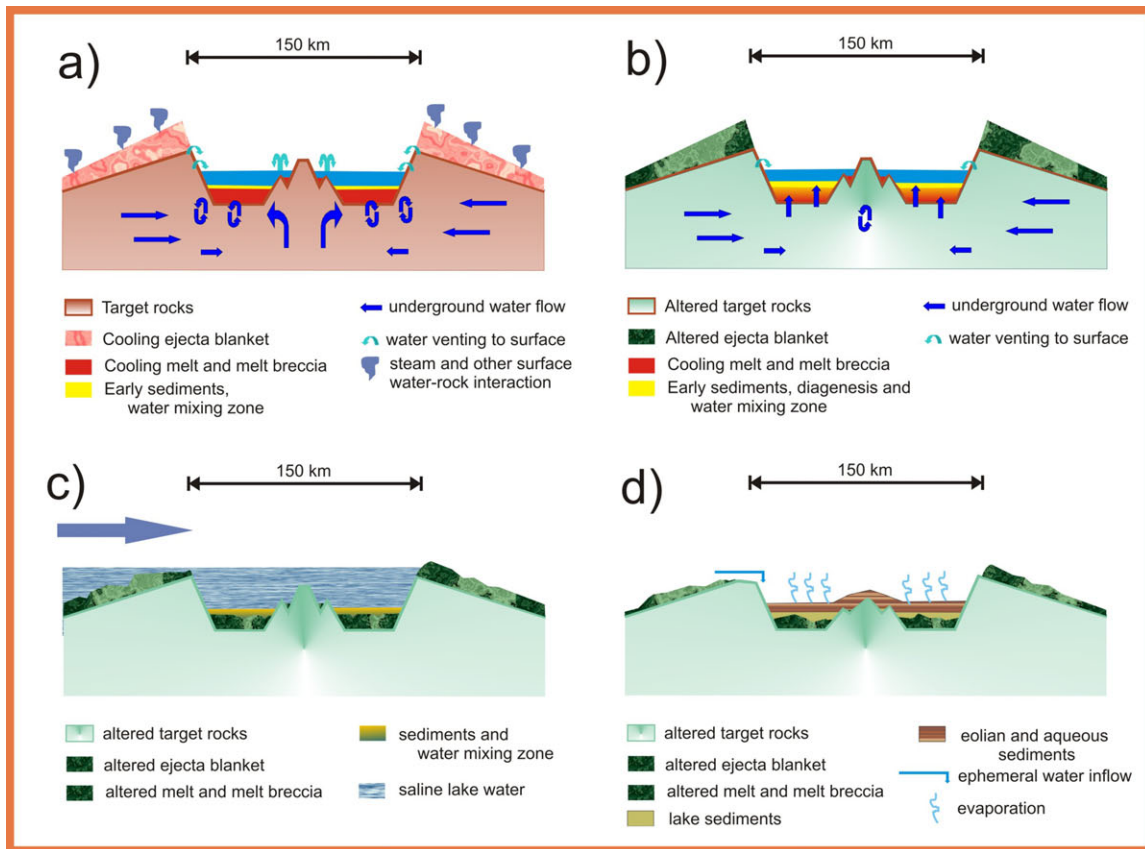 a)
150 km
Target rocks
Cooling ejecta blanket
Cooling melt and melt breccia
Early sediments,
water mixing zone
underground water flow
water venting to surface
steam and other surface
water-rock interaction
b)
150 km
Altered target rocks
Altered ejecta blanket
Cooling melt and melt breccia
Early sediments, diagenesis and
water mixing zone
underground water flow
water venting to surface
c)
150 km
altered target rocks
altered ejecta blanket
altered melt and melt breccia
sediments and
water mixing zone
saline lake water
d)
150 km
altered target rocks
altered ejecta blanket
altered melt and melt breccia
lake sediments
eolian and aqueous
sediments
ephemeral water inflow
evaporation